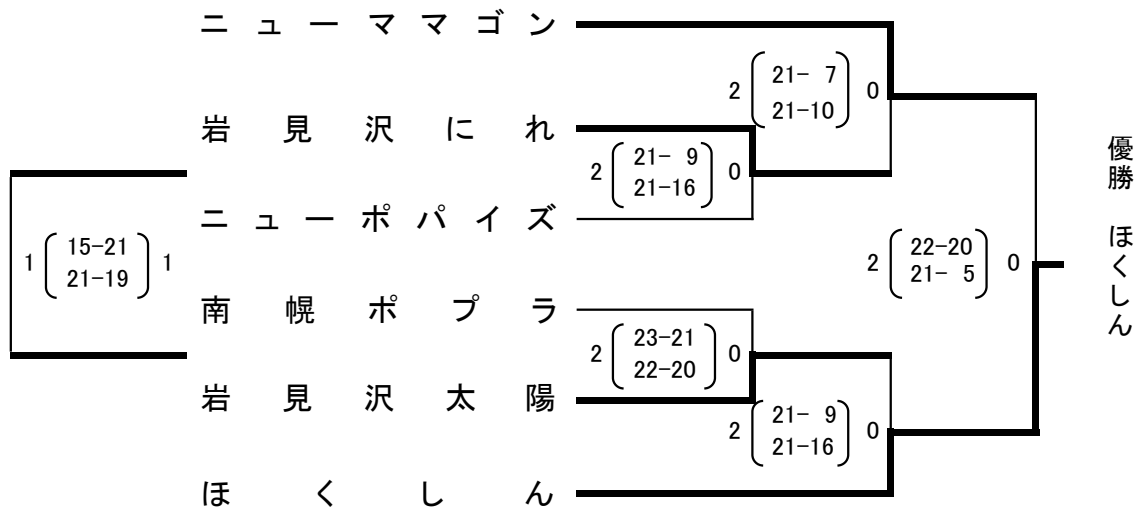 ニューママゴン
2 21- 7 0
21-10
岩見沢にれ
2 21- 9 0
21-16
ニューポパイズ
1 15-21 1
21-19
2 22-20 0
21- 5
優勝 ほくしん
南幌ポプラ
2 23-21 0
22-20
岩見沢太陽
2 21- 9 0
21-16
ほくしん